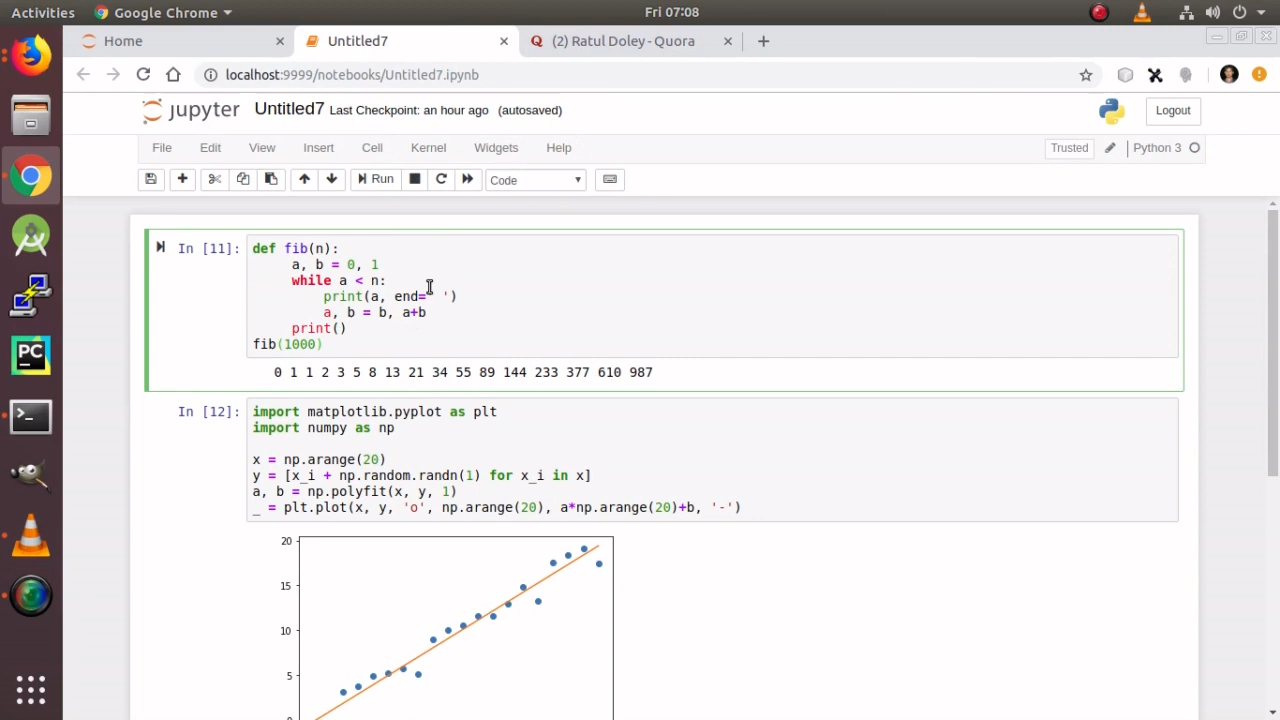 Activities Google Chrome Fri 07:08
Home Untitled7 (2) Ratul Doley - Quora
localhost:9999/notebooks/Untitled7.ipynb
jupyter Untitled7 Last Checkpoint: an hour ago (autosaved) Logout
File Edit View Insert Cell Kernel Widgets Help Trusted Python 3
Run Code
In [11]: def fib(n):
a, b = 0, 1
while a < n:
print(a, end=' ')
a, b = b, a+b
print()
fib(1000)
0 1 1 2 3 5 8 13 21 34 55 89 144 233 377 610 987
In [12]: import matplotlib.pyplot as plt
import numpy as np
x = np.arange(20)
y = [x_i + np.random.randn(1) for x_i in x]
a, b = np.polyfit(x, y, 1)
_ = plt.plot(x, y, 'o', np.arange(20), a*np.arange(20)+b, '-')
20
15
10
5
0
PC